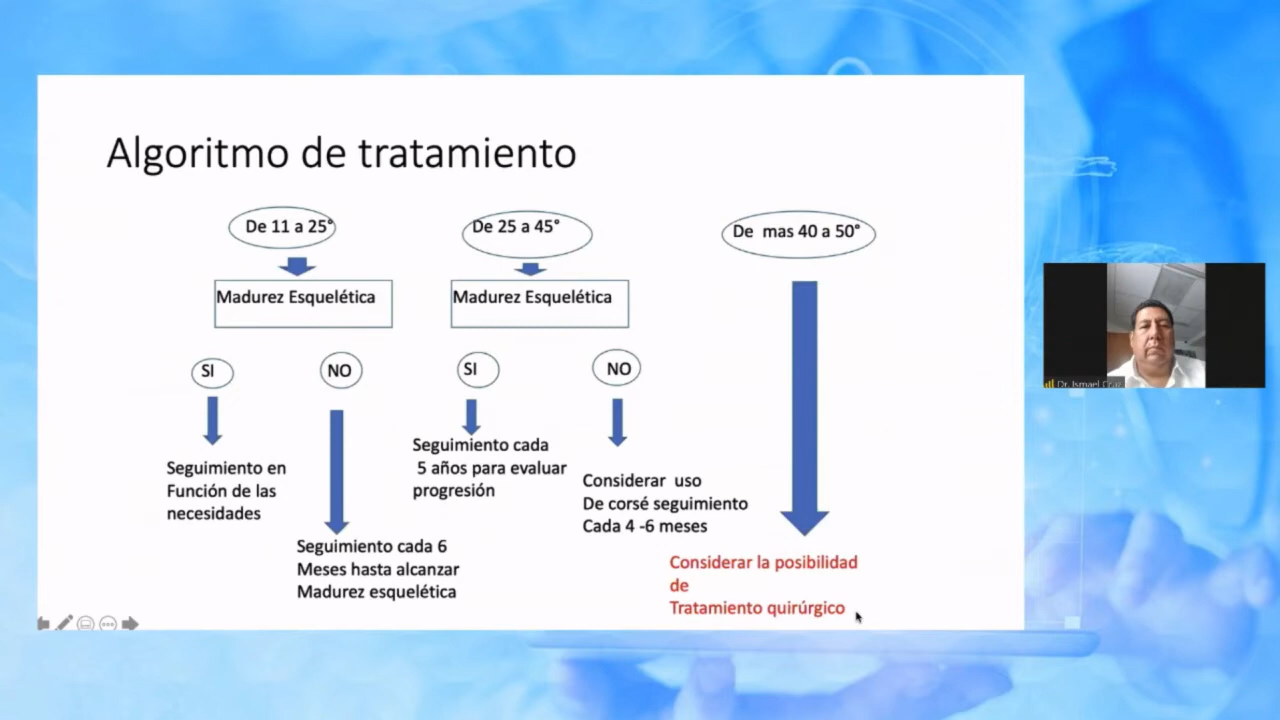 Algoritmo de tratamiento
De 11 a 25°
De 25 a 45°
De mas 40 a 50°
Madurez Esquelética
Madurez Esquelética
SI
NO
SI
NO
Seguimiento en
Función de las
necesidades
Seguimiento cada 6
Meses hasta alcanzar
Madurez esquelética
Seguimiento cada
5 años para evaluar
progresión
Considerar uso
De corsé seguimiento
Cada 4 -6 meses
Considerar la posibilidad
de
Tratamiento quirúrgico
Dr. Ismael Cruz